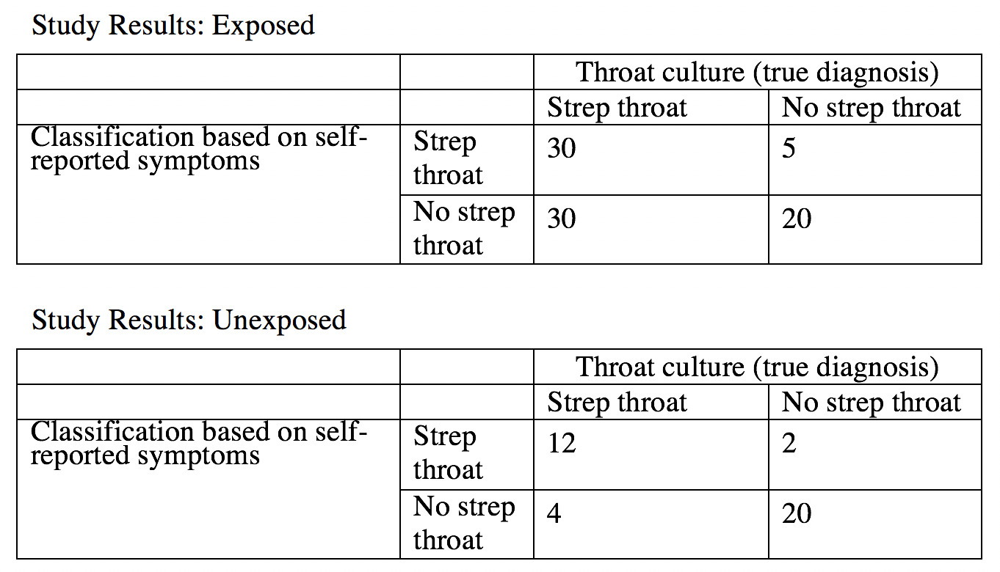 Study Results: Exposed
Throat culture (true diagnosis)
Strep throat No strep throat
Classification based on self-
reported symptoms
Strep
throat
30 5
No strep
throat
30 20
Study Results: Unexposed
Throat culture (true diagnosis)
Strep throat No strep throat
Classification based on self-
reported symptoms
Strep
throat
12 2
No strep
throat
4 20